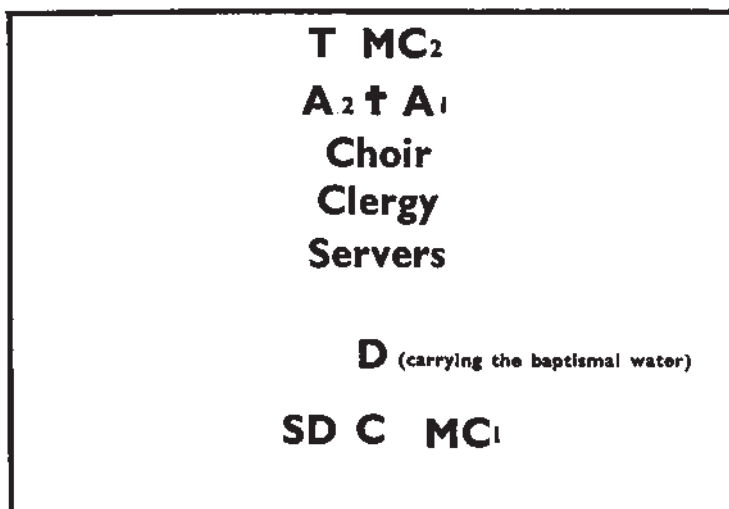 T MC2
A2 † A1
Choir
Clergy
Servers
D (carrying the baptismal water)
SD C MC1